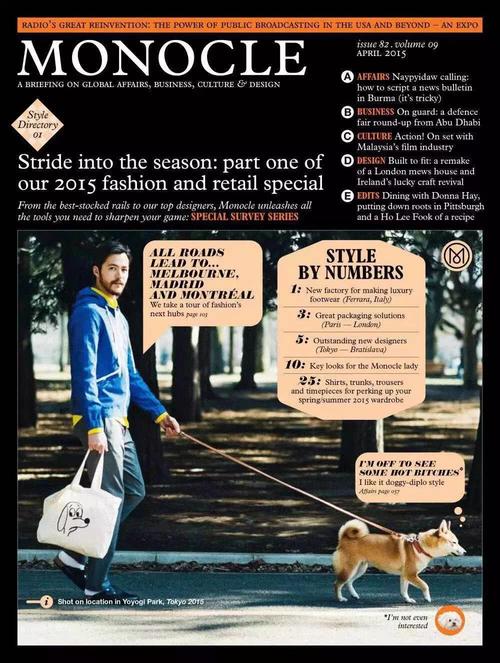 RADIO'S GREAT REINVENTION: THE POWER OF PUBLIC BROADCASTING IN THE USA AND BEYOND – AN EXPO
MONOCLE
A BRIEFING ON GLOBAL AFFAIRS, BUSINESS, CULTURE & DESIGN
issue 82 . volume 09
APRIL 2015
A AFFAIRS Naypyidaw calling:
how to script a news bulletin
in Burma (it's tricky)
B BUSINESS On guard: a defence
fair round-up from Abu Dhabi
C CULTURE Action! On set with
Malaysia's film industry
D DESIGN Built to fit: a remake
of a London mews house and
Ireland's lucky craft revival
E EDITS Dining with Donna Hay,
putting down roots in Pittsburgh
and a Ho Lee Fook of a recipe
Style
Directory
01
Stride into the season: part one of
our 2015 fashion and retail special
From the best-stocked rails to our top designers, Monocle unleashes all
the tools you need to sharpen your game: SPECIAL SURVEY SERIES
ALL ROADS
LEAD TO...
MELBOURNE,
MADRID
AND MONTRÉAL
We take a tour of fashion's
next hubs page 103
STYLE
BY NUMBERS
1: New factory for making luxury
footwear (Ferrara, Italy)
3: Great packaging solutions
(Paris — London)
5: Outstanding new designers
(Tokyo — Bratislava)
10: Key looks for the Monocle lady
25: Shirts, trunks, trousers
and timepieces for perking up your
spring/summer 2015 wardrobe
I'M OFF TO SEE
SOME HOT BITCHES*
I like it doggy-diplo style
Affairs page 037
i Shot on location in Yoyogi Park, Tokyo 2015
*I'm not even
interested